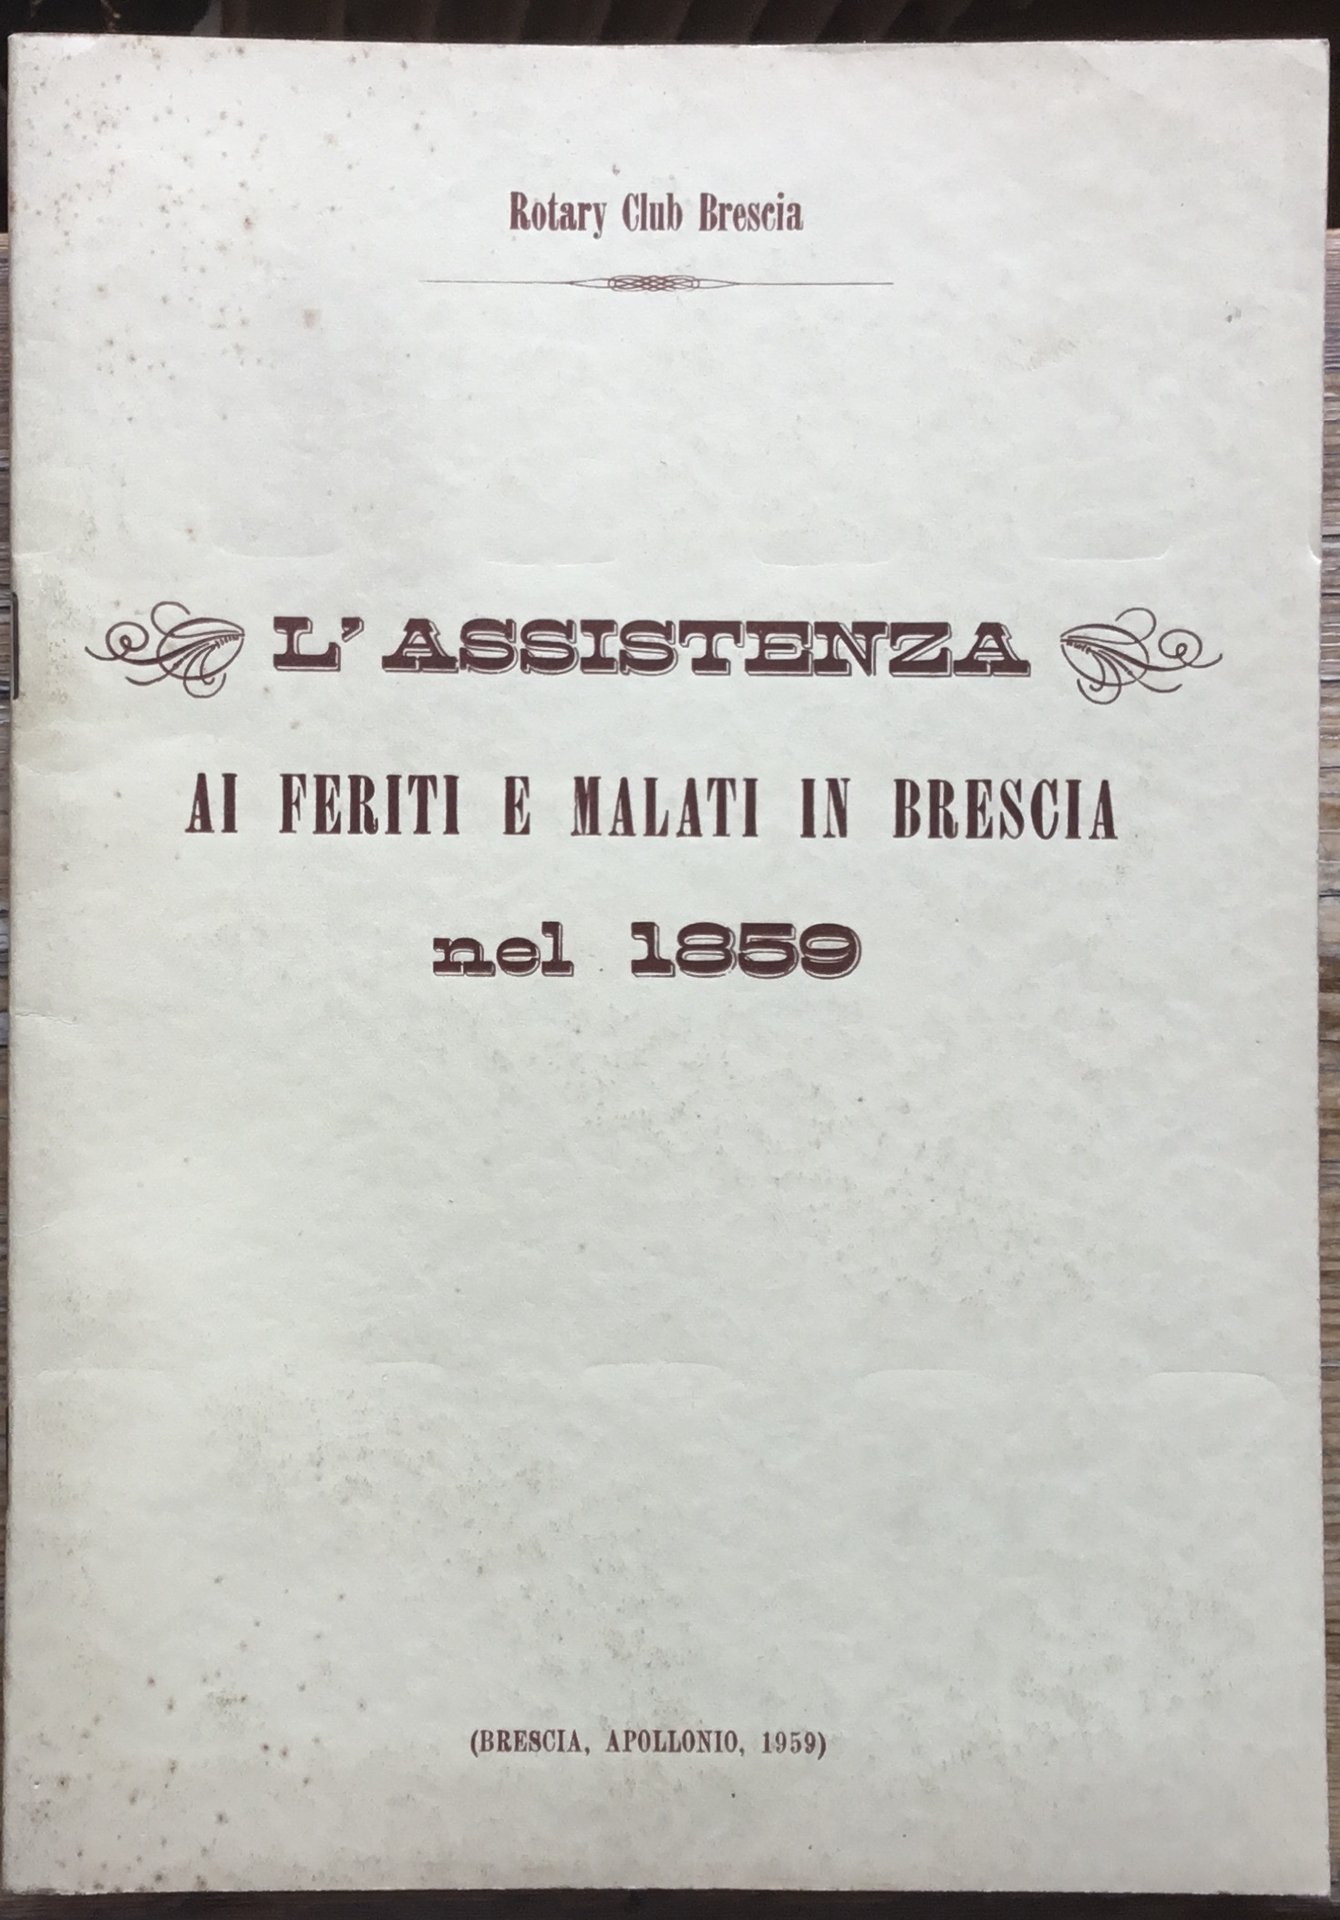 Rotary Club Brescia
L' ASSISTENZA
AI FERITI E MALATI IN BRESCIA
nel 1859
(BRESCIA, APOLLONIO, 1959)